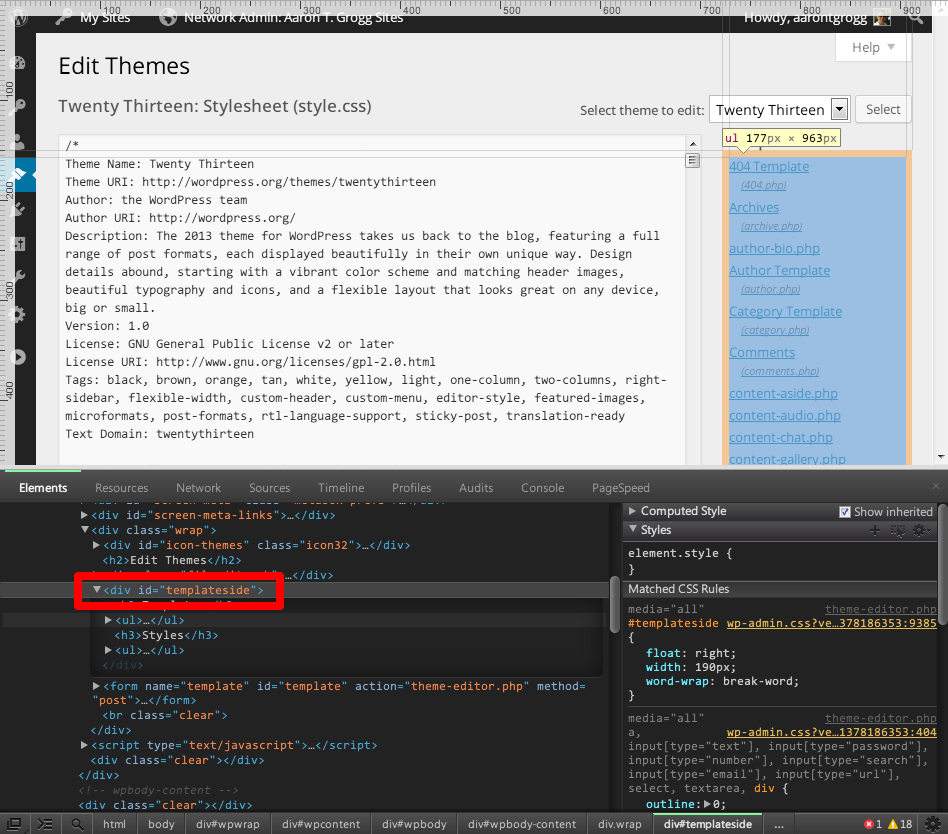 100 200 300 400 500 600 700 800 900
My Sites Network Admin: Aaron T. Grogg Sites Howdy, aarontgrogg
Help
Edit Themes
Twenty Thirteen: Stylesheet (style.css)
Select theme to edit: Twenty Thirteen Select
ul 177px × 963px
100
200
300
400
/*
Theme Name: Twenty Thirteen
Theme URI: http://wordpress.org/themes/twentythirteen
Author: the WordPress team
Author URI: http://wordpress.org/
Description: The 2013 theme for WordPress takes us back to the blog, featuring a full
range of post formats, each displayed beautifully in their own unique way. Design
details abound, starting with a vibrant color scheme and matching header images,
beautiful typography and icons, and a flexible layout that looks great on any device,
big or small.
Version: 1.0
License: GNU General Public License v2 or later
License URI: http://www.gnu.org/licenses/gpl-2.0.html
Tags: black, brown, orange, tan, white, yellow, light, one-column, two-columns, right-
sidebar, flexible-width, custom-header, custom-menu, editor-style, featured-images,
microformats, post-formats, rtl-language-support, sticky-post, translation-ready
Text Domain: twentythirteen
404 Template
(404.php)
Archives
(archive.php)
author-bio.php
Author Template
(author.php)
Category Template
(category.php)
Comments
(comments.php)
content-aside.php
content-audio.php
content-chat.php
content-gallery.php
Elements Resources Network Sources Timeline Profiles Audits Console PageSpeed
<div id="screen-meta-links">…</div>
<div class="wrap">
<div id="icon-themes" class="icon32">…</div>
<h2>Edit Themes</h2>
…</div>
<div id="templateside">
<ul>…</ul>
<h3>Styles</h3>
<ul>…</ul>
</div>
<form name="template" id="template" action="theme-editor.php" method=
"post">…</form>
<br class="clear">
</div>
<script type="text/javascript">…</script>
<div class="clear"></div>
</div>
<!-- wpbody-content -->
<div class="clear"></div>
Computed Style Show inherited
Styles
element.style {
}
Matched CSS Rules
media="all" theme-editor.php
#templateside wp-admin.css?ve…378186353:9385
{
float: right;
width: 190px;
word-wrap: break-word;
}
media="all" theme-editor.php
a, wp-admin.css?ve…1378186353:404
input[type="text"], input[type="password"],
input[type="number"], input[type="search"],
input[type="email"], input[type="url"],
select, textarea, div {
outline: 0;
html body div#wpwrap div#wpcontent div#wpbody div#wpbody-content div.wrap div#templateside ... 1 18